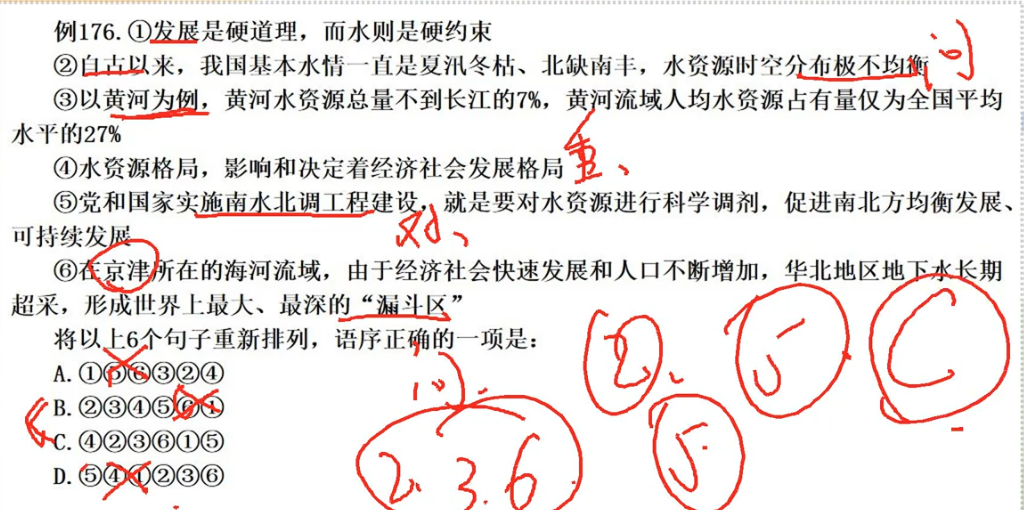 例176.①发展是硬道理，而水则是硬约束
②自古以来，我国基本水情一直是夏汛冬枯、北缺南丰，水资源时空分布极不均衡
问
③以黄河为例，黄河水资源总量不到长江的7%，黄河流域人均水资源占有量仅为全国平均
水平的27%
④水资源格局，影响和决定着经济社会发展格局
重、
⑤党和国家实施南水北调工程建设，就是要对水资源进行科学调剂，促进南北方均衡发展、
可持续发展
对、
⑥在京津所在的海河流域，由于经济社会快速发展和人口不断增加，华北地区地下水长期
超采，形成世界上最大、最深的“漏斗区”
将以上6个句子重新排列，语序正确的一项是：
A.①⑤⑥③②④
B.②③④⑤⑥①
C.④②③⑥①⑤
D.⑤④①②③⑥
问
2. 5 C
2. 3. 6 5